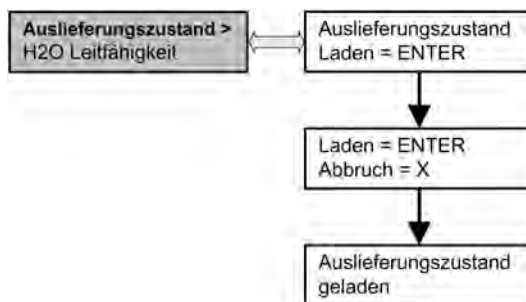 Auslieferungszustand >
H2O Leitfähigkeit
Auslieferungszustand
Laden = ENTER
Laden = ENTER
Abbruch = X
Auslieferungszustand
geladen